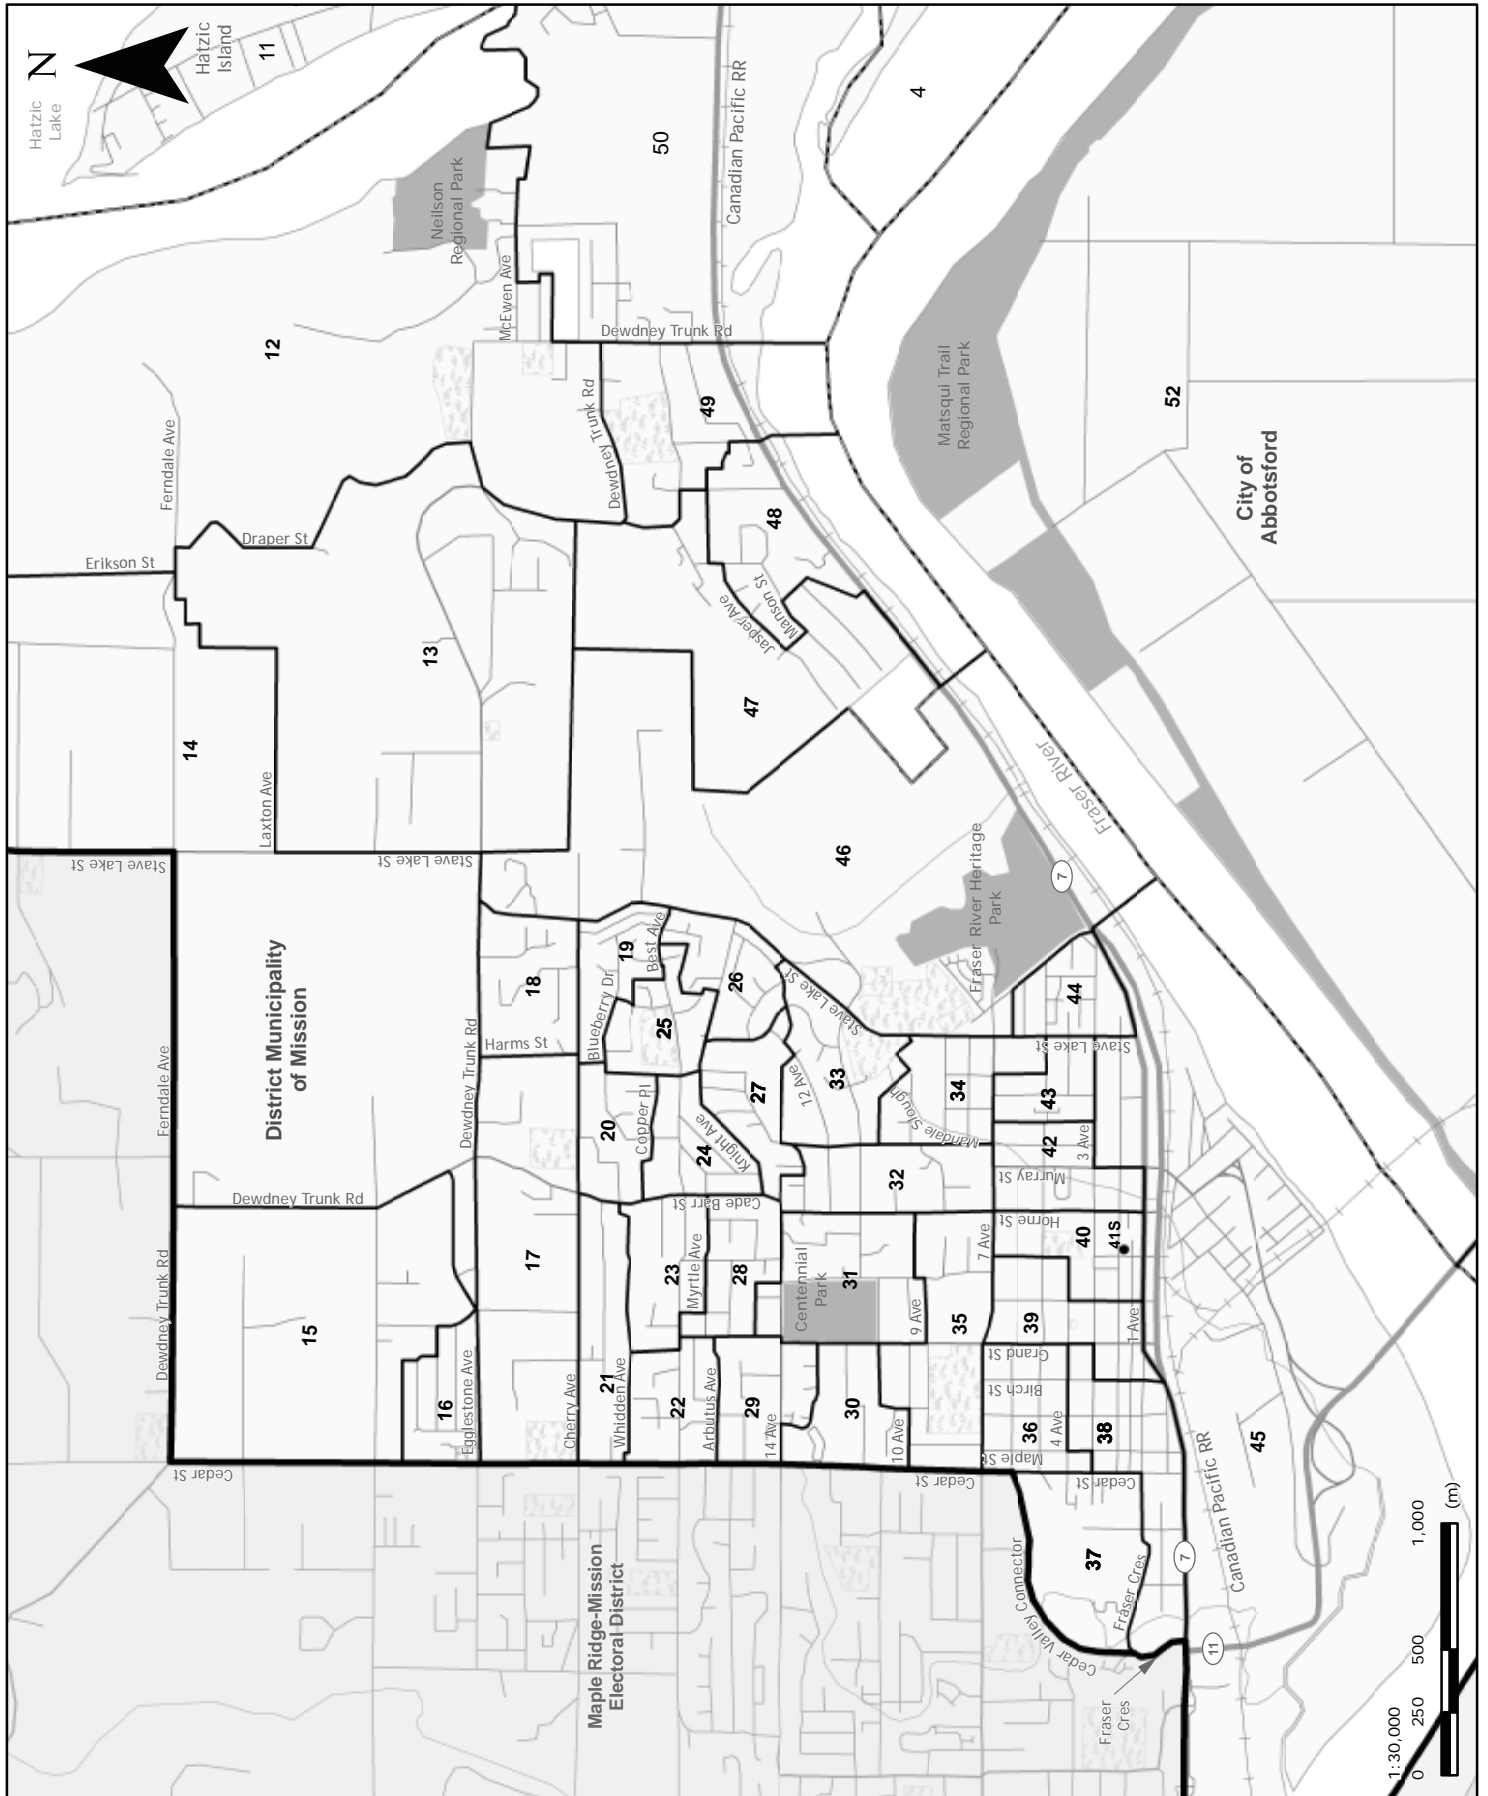 N
Hatzic
Lake
Hatzic
Island
11
Neilson
Regional Park
50
Canadian Pacific RR
4
McEwen Ave
12
Dewdney Trunk Rd
Ferndale Ave
Dewdney Trunk Rd
49
Matsqui Trail
Regional Park
52
City of
Abbotsford
Erikson St
Draper St
48
Manson St
Jasper Ave
13
14
47
Laxton Ave
Stave Lake St
Stave Lake St
46
Fraser River
Fraser River Heritage
Park
7
District Municipality
of Mission
Ferndale Ave
Dewdney Trunk Rd
18
Harms St
19
Best Ave
Blueberry Dr
25
26
Stave Lake St
44
Stave Lake St
20
Copper Pl
24
Knight Ave
27
12 Ave
33
Mandale Slough
34
43
42
3 Ave
Murray St
32
Dewdney Trunk Rd
Cade Barr St
Horne St
7 Ave
40
41S
Dewdney Trunk Rd
15
17
23
Myrtle Ave
28
Centennial
Park
31
9 Ave
35
39
1 Ave
Grand St
Birch St
16
Egglestone Ave
Cherry Ave
21
Whidden Ave
22
Arbutus Ave
29
14 Ave
30
10 Ave
36
4 Ave
38
Maple St
45
Cedar St
Cedar St
Cedar St
Canadian Pacific RR
Maple Ridge-Mission
Electoral District
Cedar Valley Connector
37
Fraser Cres
7
11
Fraser
Cres
1:30,000
0
250
500
1,000
(m)